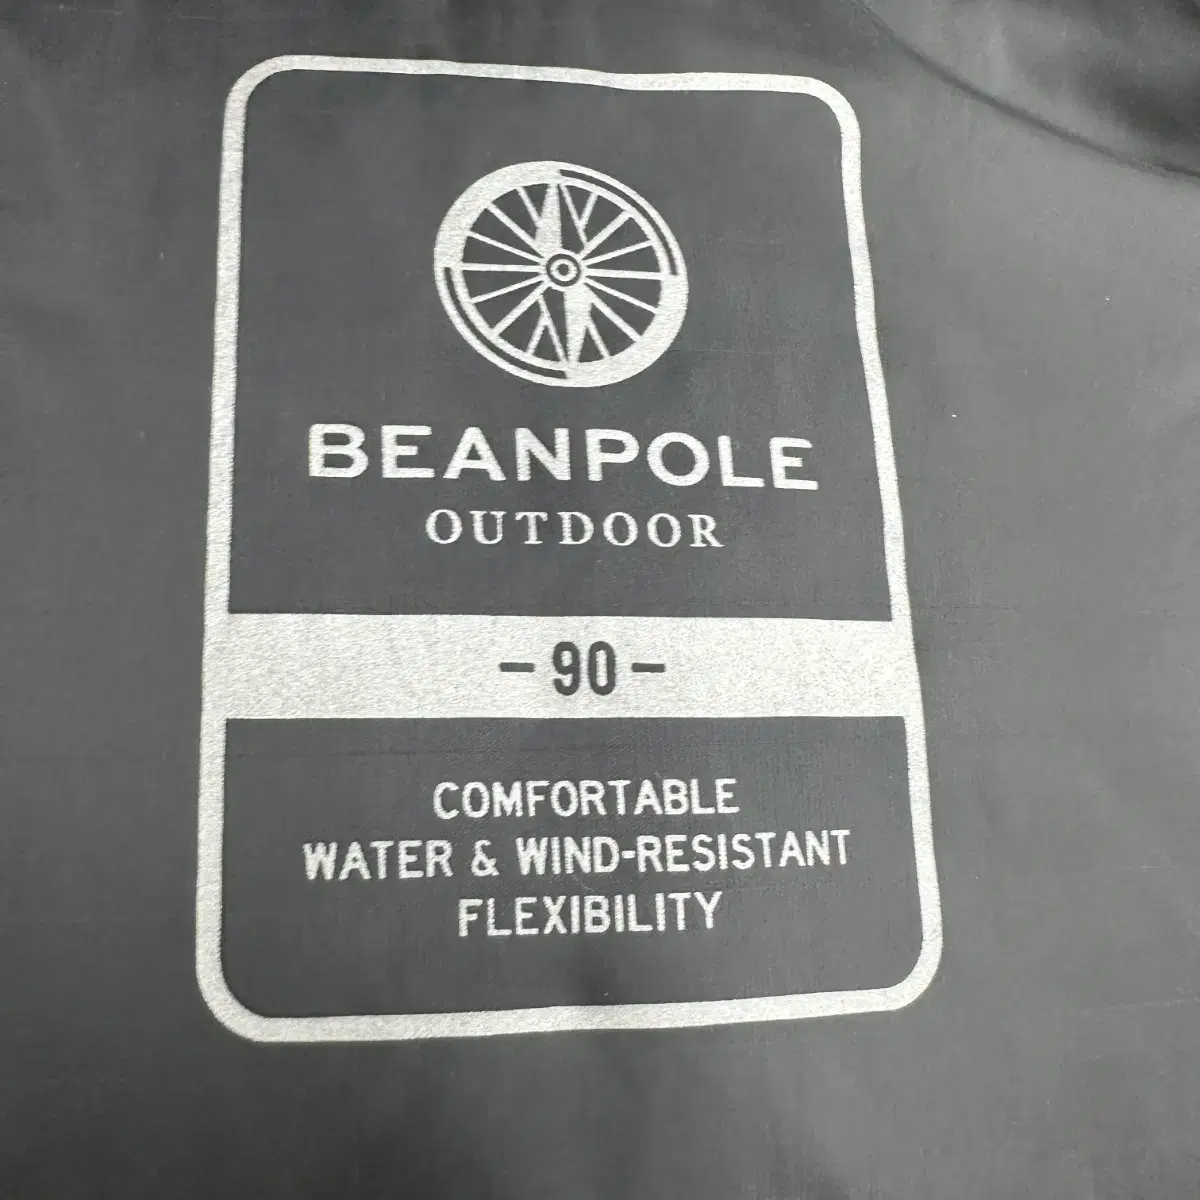 BEANPOLE
OUTDOOR
- 90 -
COMFORTABLE
WATER & WIND-RESISTANT
FLEXIBILITY